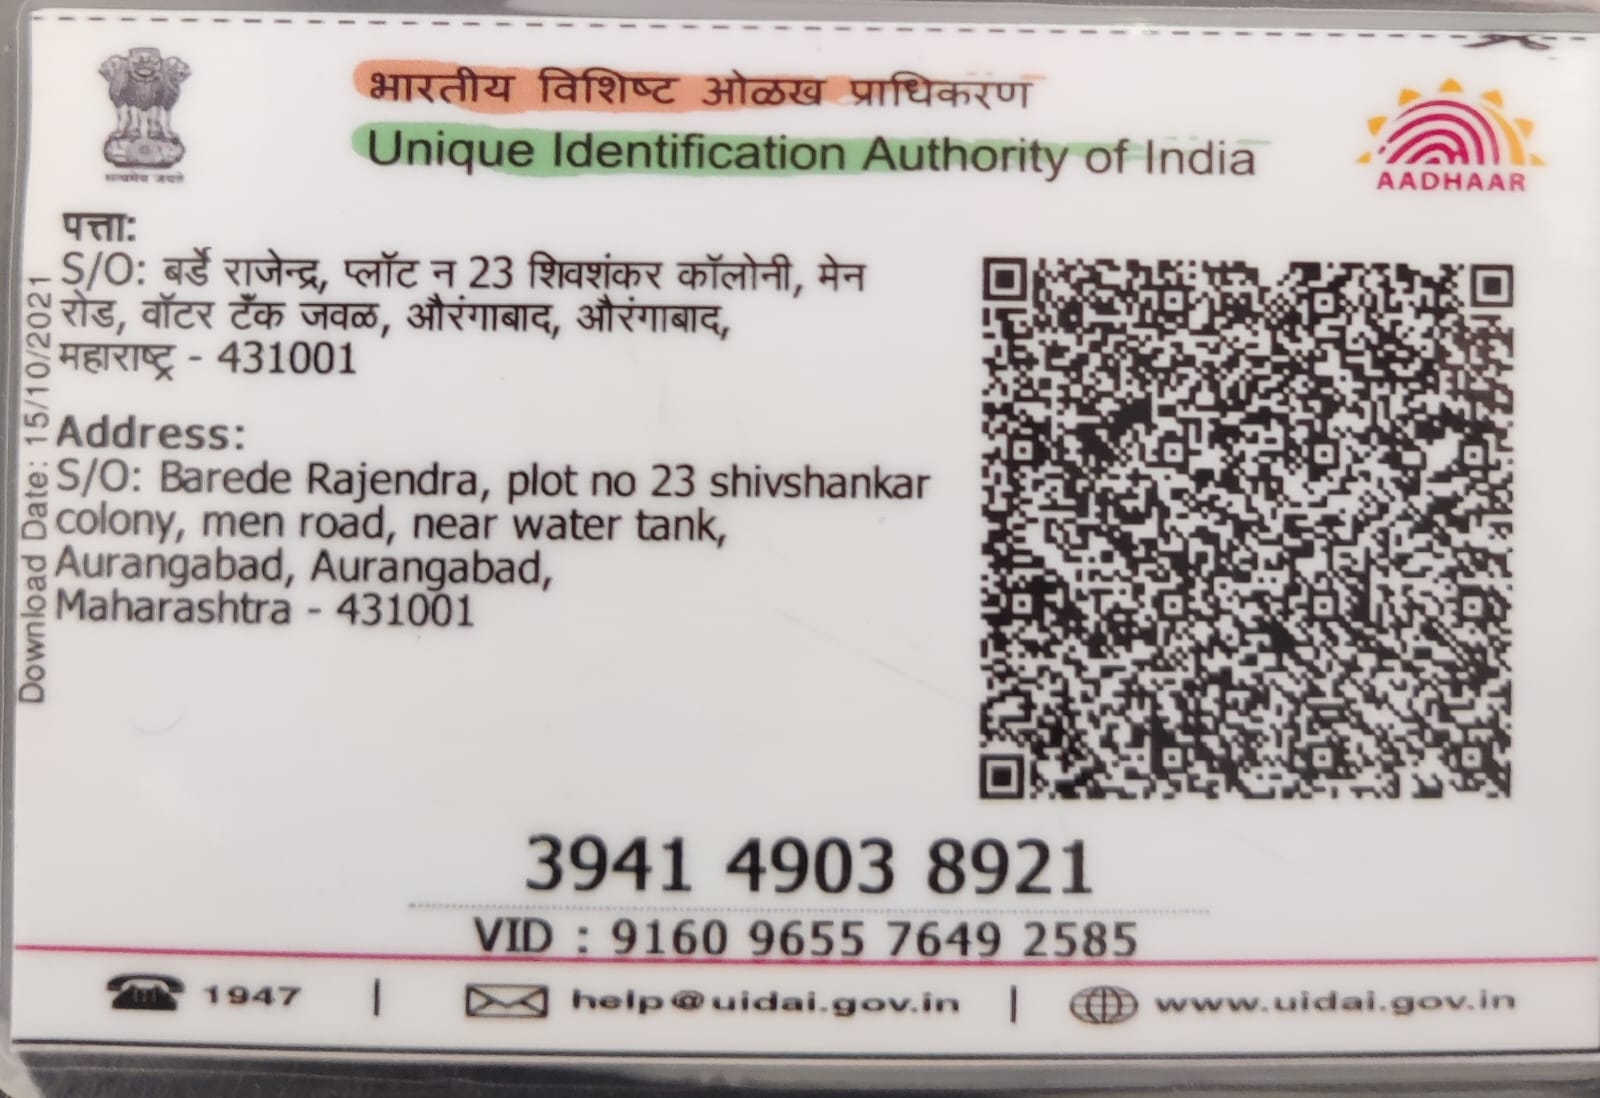 भारतीय विशिष्ट ओळख प्राधिकरण
Unique Identification Authority of India
सत्यमेव जयते
AADHAAR
पत्ता:
S/O: बर्डे राजेन्द्र, प्लॉट न 23 शिवशंकर कॉलोनी, मेन
रोड, वॉटर टँक जवळ, औरंगाबाद, औरंगाबाद,
महाराष्ट्र - 431001
Address:
S/O: Barede Rajendra, plot no 23 shivshankar
colony, men road, near water tank,
Aurangabad, Aurangabad,
Maharashtra - 431001
Download Date: 15/10/2021
3941 4903 8921
VID : 9160 9655 7649 2585
1947 | help@uidai.gov.in | www.uidai.gov.in